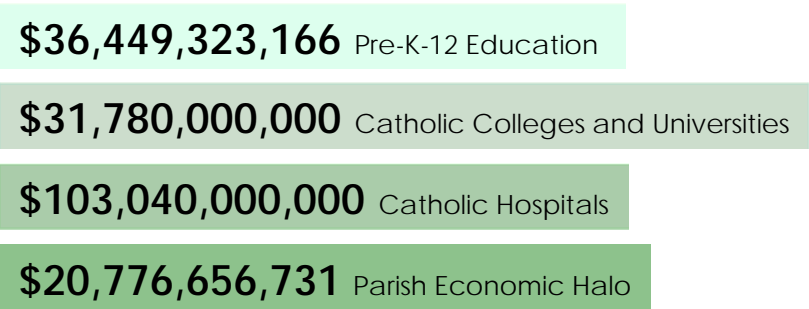 $36,449,323,166 Pre-K-12 Education
$31,780,000,000 Catholic Colleges and Universities
$103,040,000,000 Catholic Hospitals
$20,776,656,731 Parish Economic Halo